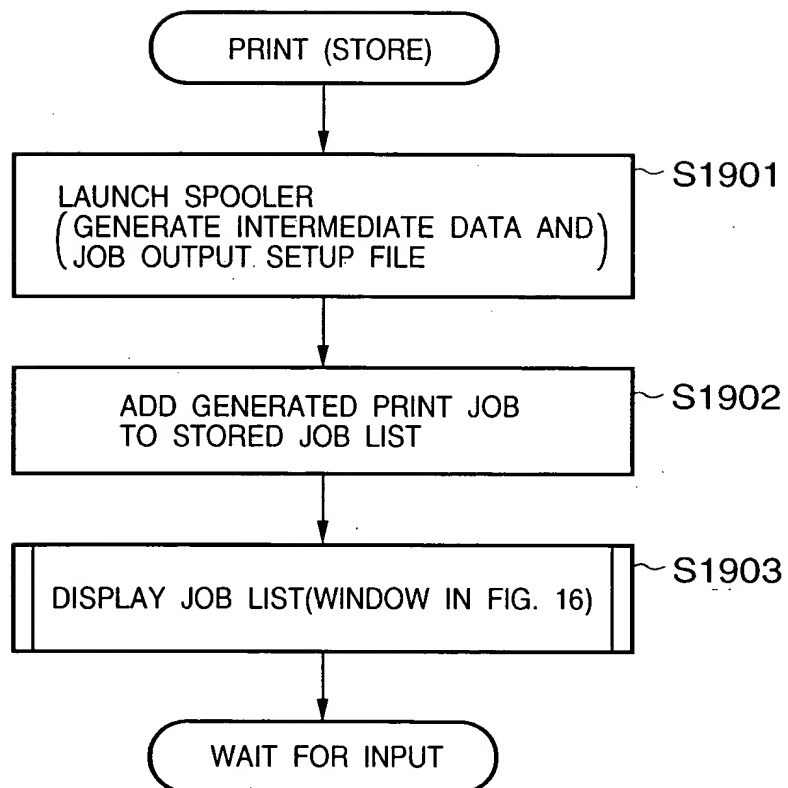 PRINT (STORE)
LAUNCH SPOOLER
(GENERATE INTERMEDIATE DATA AND
JOB OUTPUT SETUP FILE)
S1901
ADD GENERATED PRINT JOB
TO STORED JOB LIST
S1902
DISPLAY JOB LIST(WINDOW IN FIG. 16)
S1903
WAIT FOR INPUT